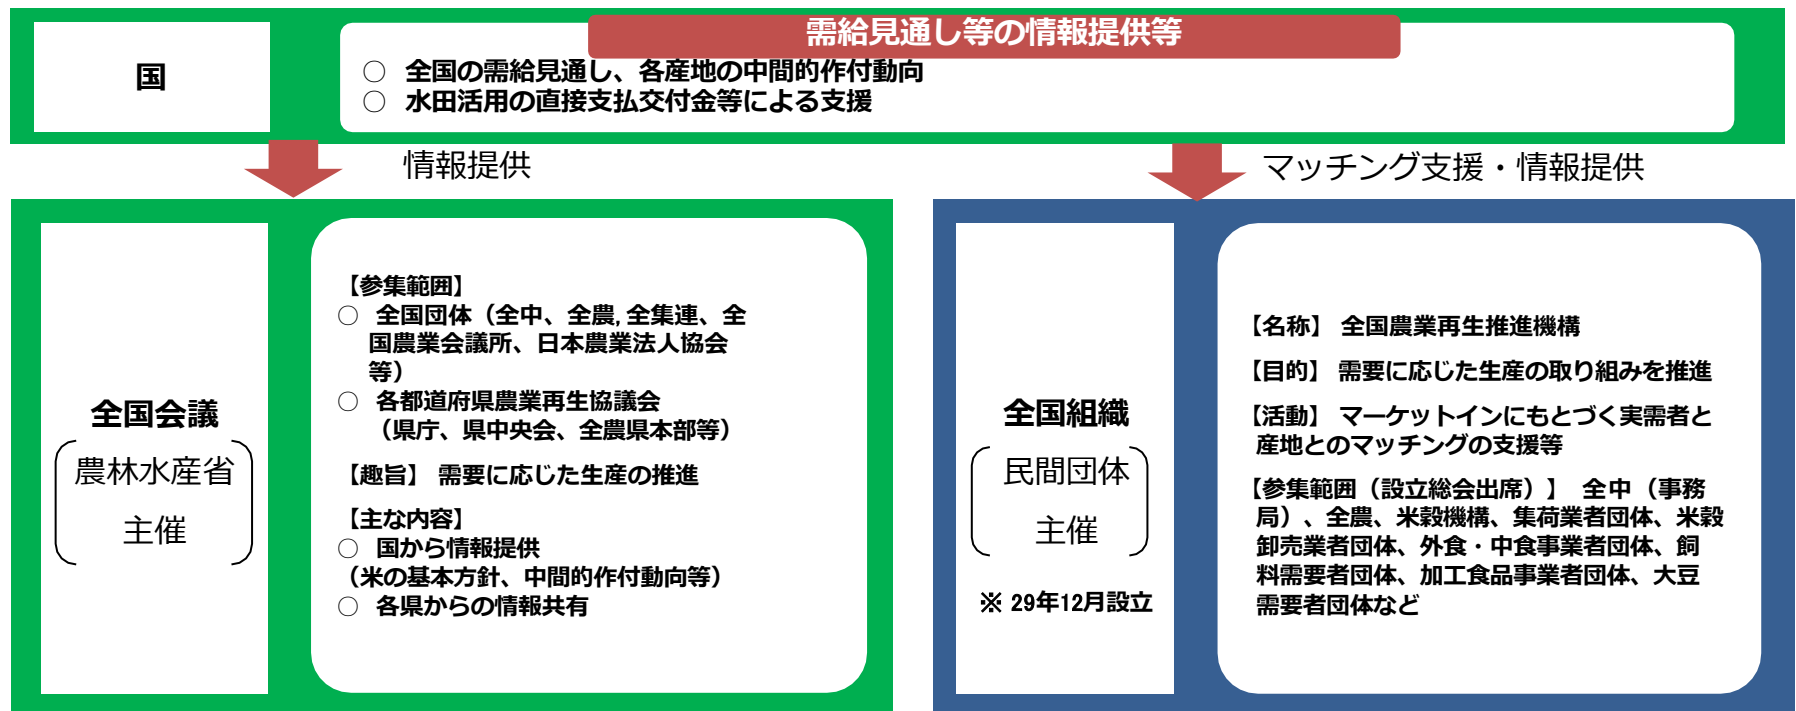 需給見通し等の情報提供等
国
○ 全国の需給見通し、各産地の中間的作付動向
○ 水田活用の直接支払交付金等による支援
情報提供
マッチング支援・情報提供
全国会議
農林水産省
主催
【参集範囲】
○ 全国団体（全中、全農,全集連、全
国農業会議所、日本農業法人協会
等）
○ 各都道府県農業再生協議会
（県庁、県中央会、全農県本部等）
【趣旨】 需要に応じた生産の推進
【主な内容】
○ 国から情報提供
（米の基本方針、中間的作付動向等）
○ 各県からの情報共有
全国組織
民間団体
主催
※ 29年12月設立
【名称】 全国農業再生推進機構
【目的】 需要に応じた生産の取り組みを推進
【活動】 マーケットインにもとづく実需者と
産地とのマッチングの支援等
【参集範囲（設立総会出席）】 全中（事務
局）、全農、米穀機構、集荷業者団体、米穀
卸売業者団体、外食・中食事業者団体、飼
料需要者団体、加工食品事業者団体、大豆
需要者団体など